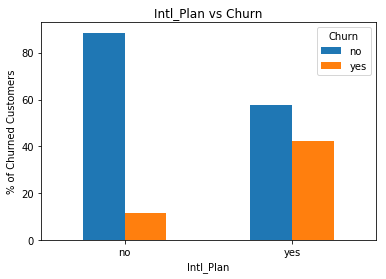 Intl_Plan vs Churn
Churn
no
yes
% of Churned Customers
80
60
40
20
0
no yes
Intl_Plan